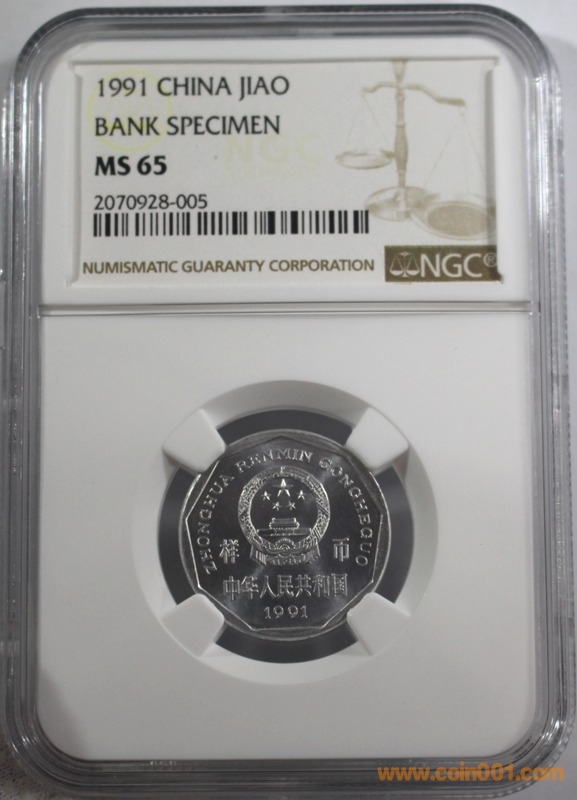 1991 CHINA JIAO
BANK SPECIMEN
MS 65
2070928-005
NUMISMATIC GUARANTY CORPORATION
NGC®
NGC
ZHONGHUA RENMIN GONGHEGUO
样 币
中华人民共和国
1991
www.coin001.com